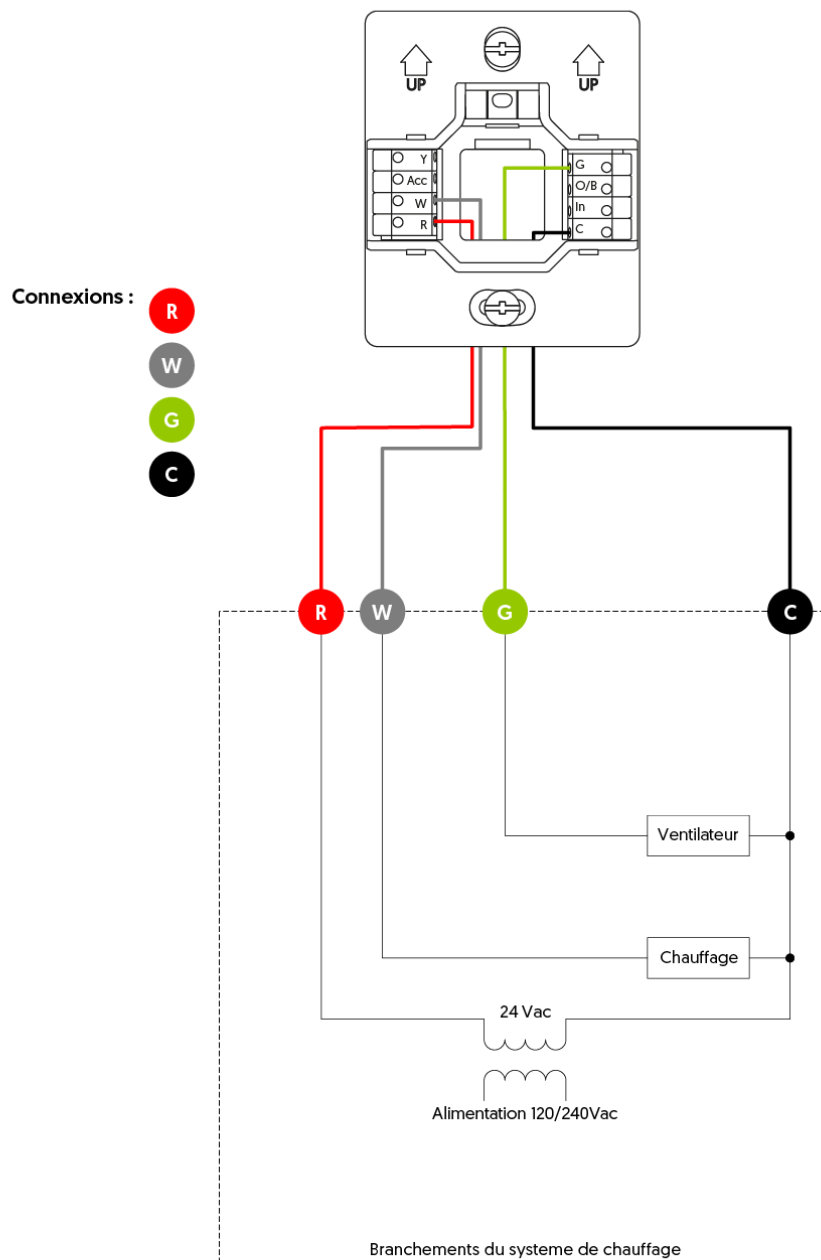 UP UP
Y G
Acc O/B
W In
R C
Connexions :
R
W
G
C
R W G C
Ventilateur
Chauffage
24 Vac
Alimentation 120/240Vac
Branchements du systeme de chauffage